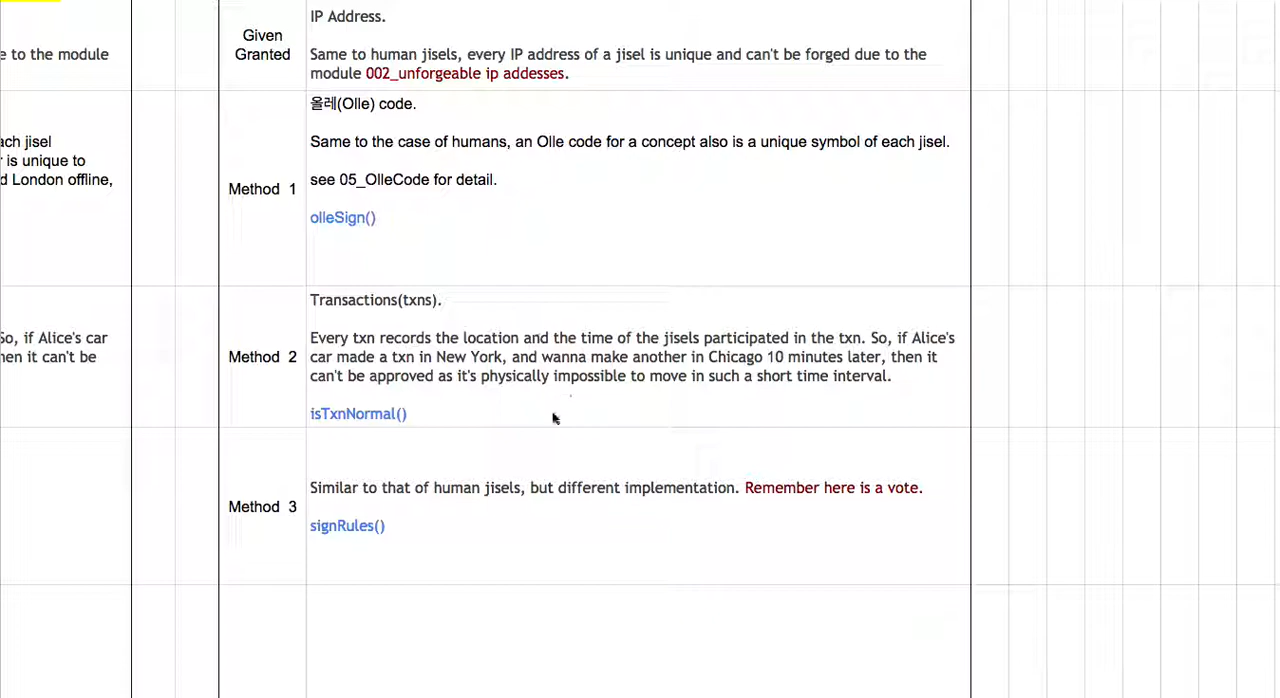 e to the module
ach jisel
r is unique to
d London offline,
So, if Alice's car
hen it can't be
Given
Granted
IP Address.
Same to human jisels, every IP address of a jisel is unique and can't be forged due to the
module 002_unforgeable ip addesses.
Method 1
올레(Olle) code.
Same to the case of humans, an Olle code for a concept also is a unique symbol of each jisel.
see 05_OlleCode for detail.
olleSign()
Method 2
Transactions(txns).
Every txn records the location and the time of the jisels participated in the txn. So, if Alice's
car made a txn in New York, and wanna make another in Chicago 10 minutes later, then it
can't be approved as it's physically impossible to move in such a short time interval.
isTxnNormal()
Method 3
Similar to that of human jisels, but different implementation. Remember here is a vote.
signRules()